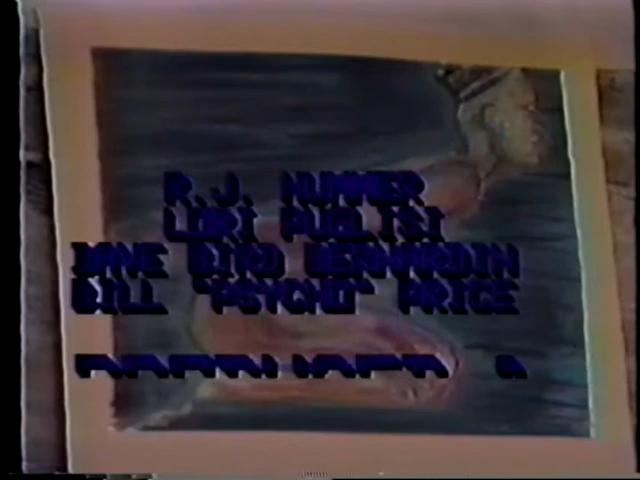 R.J. HUMMER
LORI PUGLISI
DAVE BIRD BERNARDIN
BILL "PSYCHO" PRICE